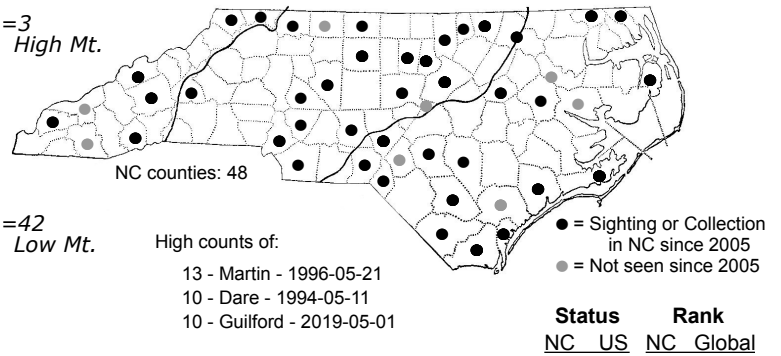 =3
High Mt.
NC counties: 48
=42
Low Mt.
High counts of:
13 - Martin - 1996-05-21
10 - Dare - 1994-05-11
10 - Guilford - 2019-05-01
= Sighting or Collection
in NC since 2005
= Not seen since 2005
Status Rank
NC US NC Global